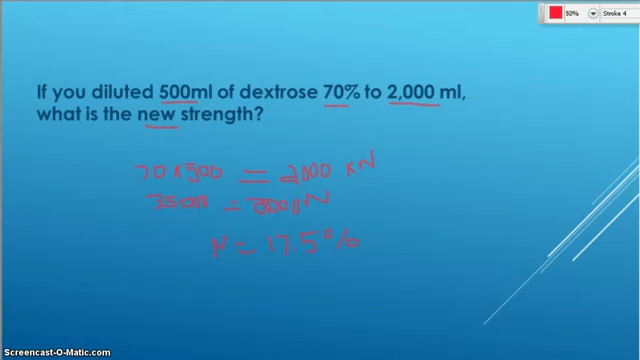 50%
Stroke 4
If you diluted 500ml of dextrose 70% to 2,000 ml,
what is the new strength?
70 x 500 = 2000 x N
35000 = 2000 N
N = 17.5 %
Screencast-O-Matic.com